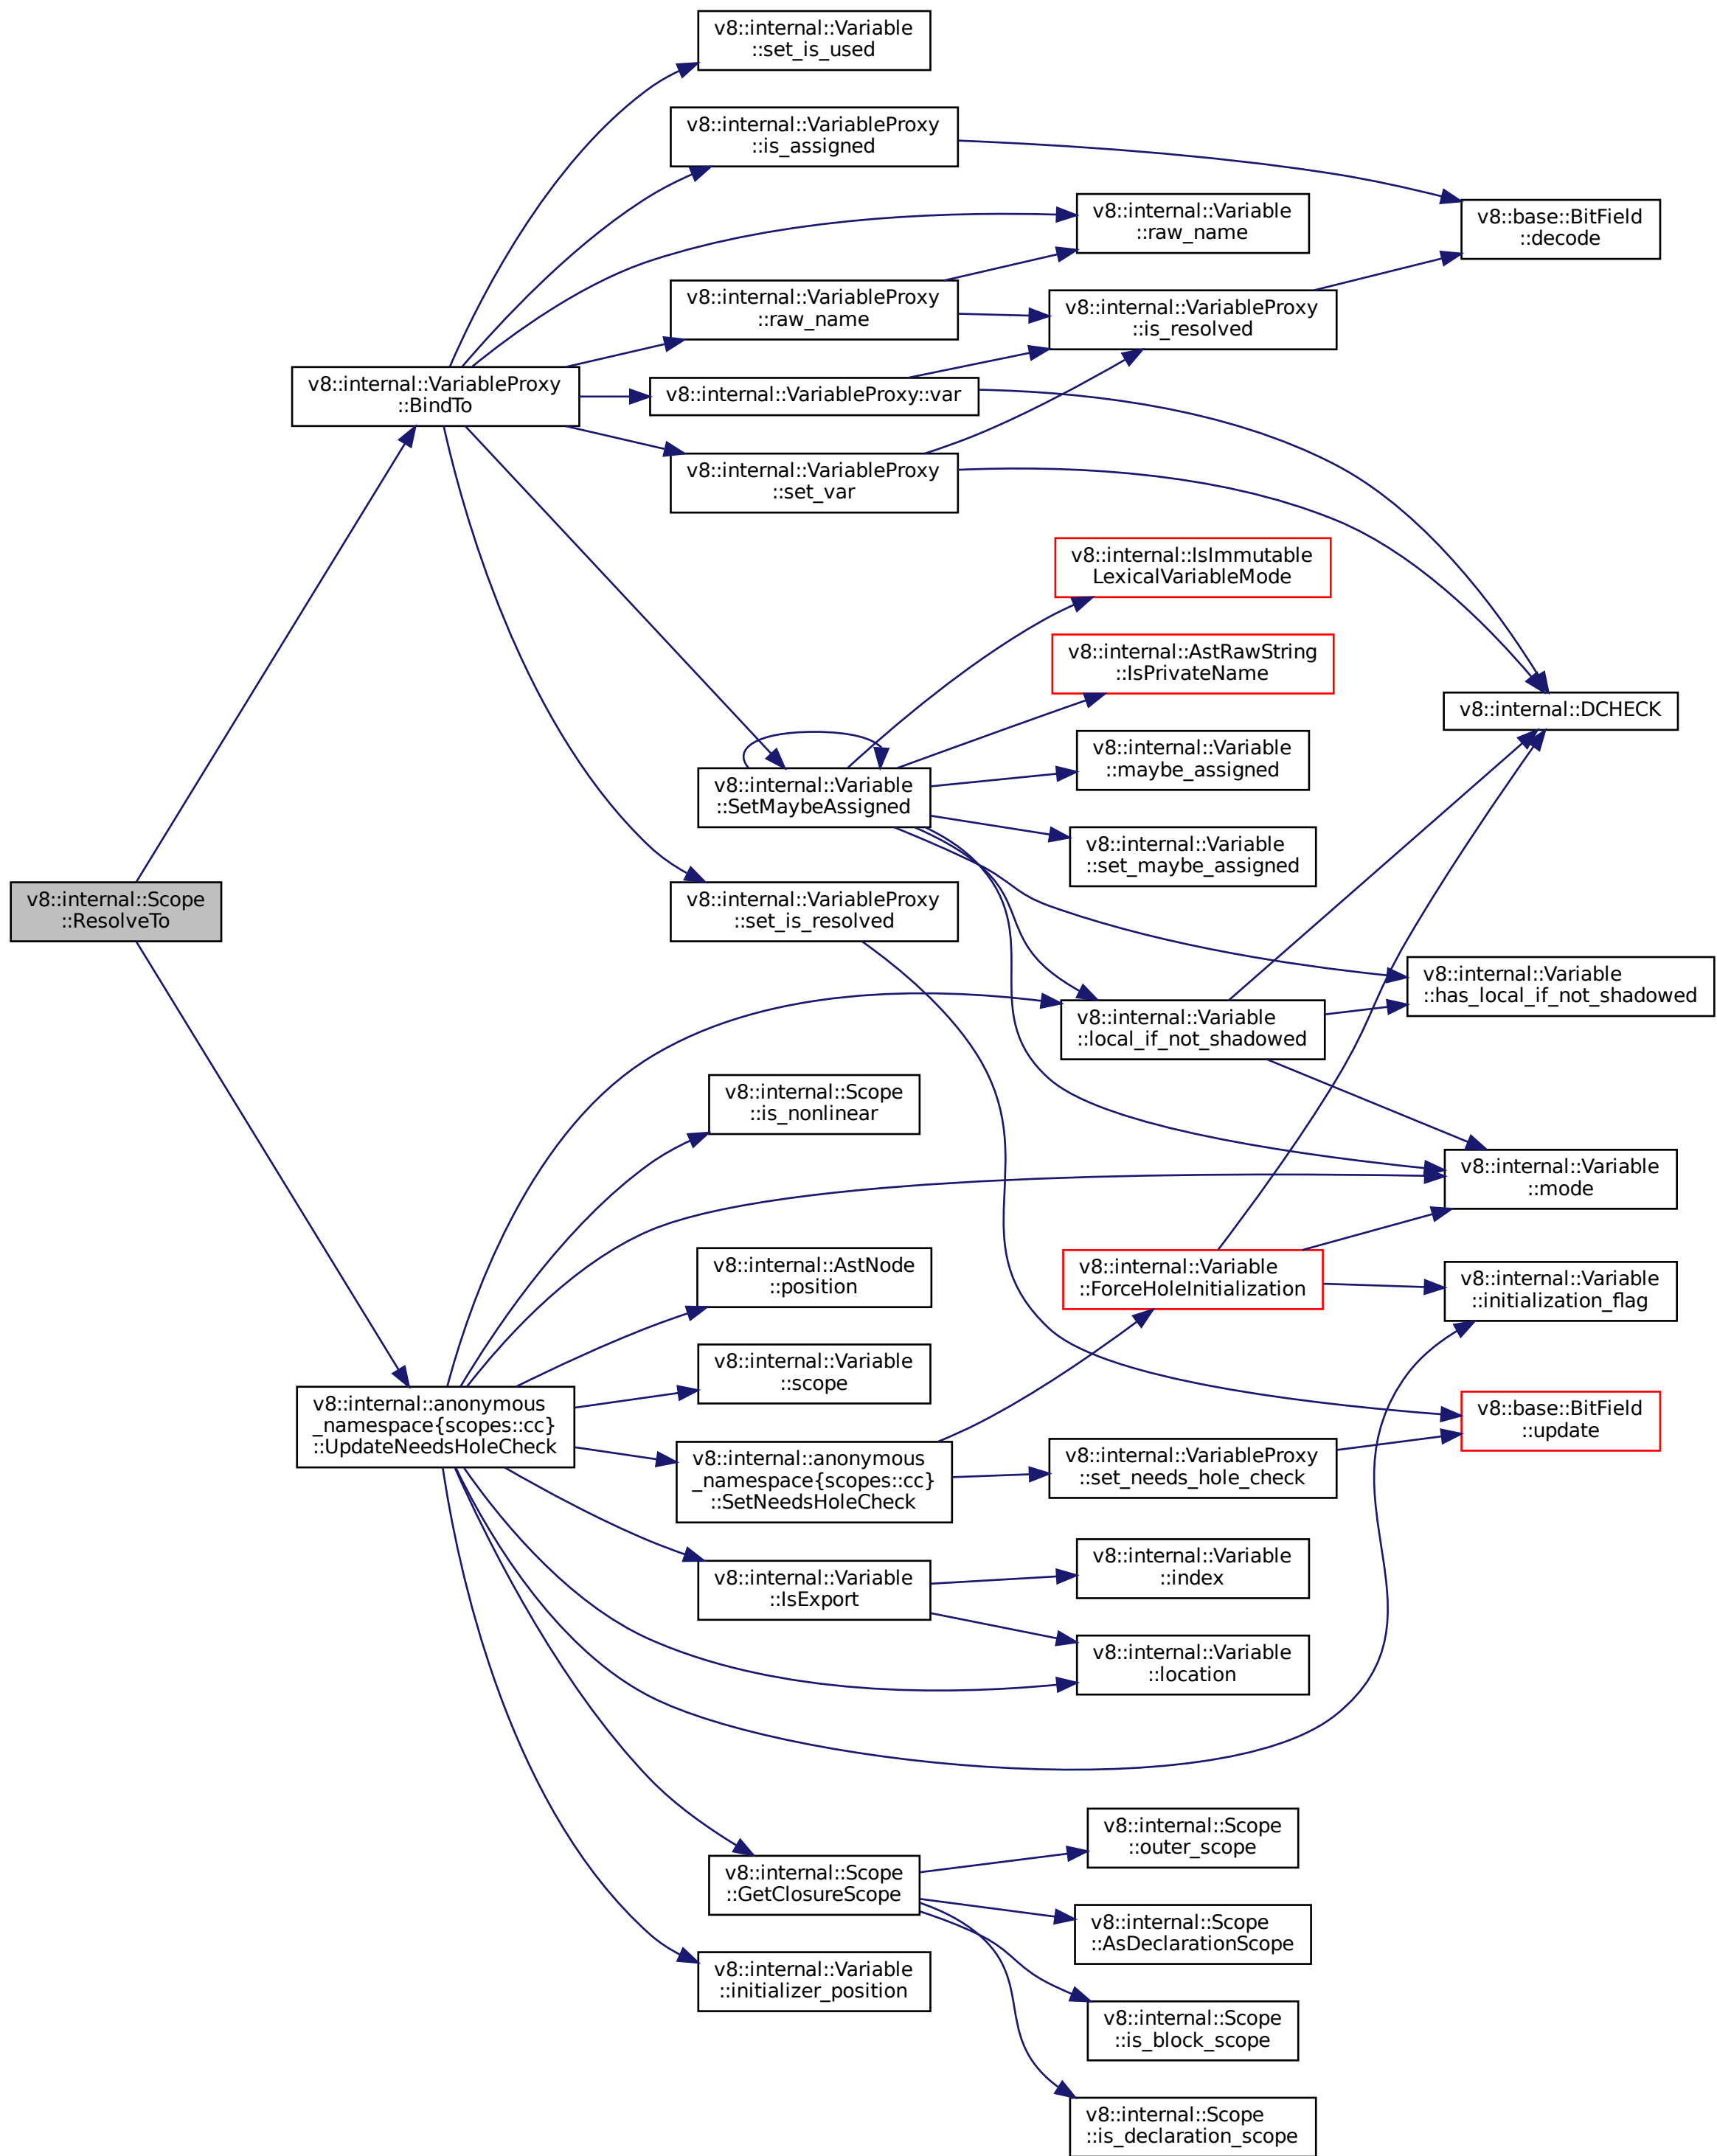 v8::internal::Variable
::set_is_used
v8::internal::VariableProxy
::is_assigned
v8::internal::Variable
::raw_name
v8::base::BitField
::decode
v8::internal::VariableProxy
::raw_name
v8::internal::VariableProxy
::is_resolved
v8::internal::VariableProxy
::BindTo
v8::internal::VariableProxy::var
v8::internal::VariableProxy
::set_var
v8::internal::IsImmutable
LexicalVariableMode
v8::internal::AstRawString
::IsPrivateName
v8::internal::DCHECK
v8::internal::Variable
::maybe_assigned
v8::internal::Variable
::SetMaybeAssigned
v8::internal::Variable
::set_maybe_assigned
v8::internal::Scope
::ResolveTo
v8::internal::VariableProxy
::set_is_resolved
v8::internal::Variable
::has_local_if_not_shadowed
v8::internal::Variable
::local_if_not_shadowed
v8::internal::Scope
::is_nonlinear
v8::internal::Variable
::mode
v8::internal::AstNode
::position
v8::internal::Variable
::ForceHoleInitialization
v8::internal::Variable
::initialization_flag
v8::internal::Variable
::scope
v8::internal::anonymous
_namespace{scopes::cc}
::UpdateNeedsHoleCheck
v8::base::BitField
::update
v8::internal::anonymous
_namespace{scopes::cc}
::SetNeedsHoleCheck
v8::internal::VariableProxy
::set_needs_hole_check
v8::internal::Variable
::index
v8::internal::Variable
::IsExport
v8::internal::Variable
::location
v8::internal::Scope
::outer_scope
v8::internal::Scope
::GetClosureScope
v8::internal::Scope
::AsDeclarationScope
v8::internal::Variable
::initializer_position
v8::internal::Scope
::is_block_scope
v8::internal::Scope
::is_declaration_scope